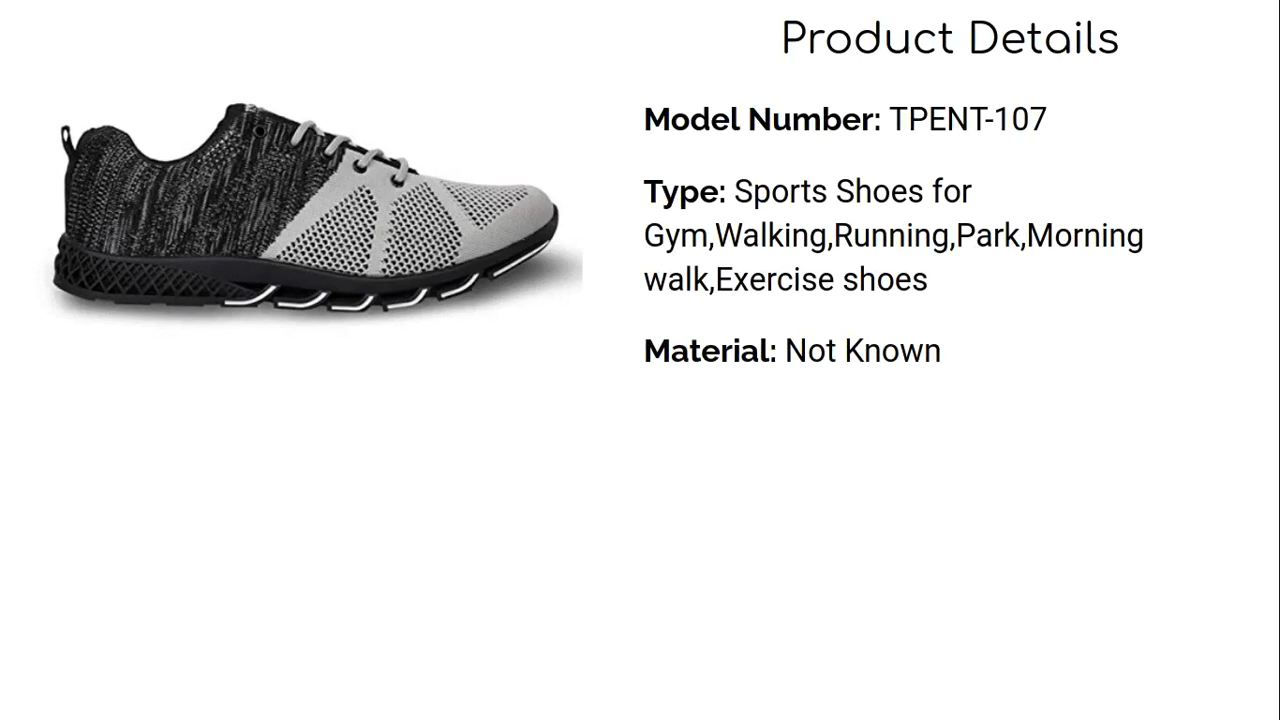 Product Details
Model Number: TPENT-107
Type: Sports Shoes for
Gym,Walking,Running,Park,Morning
walk,Exercise shoes
Material: Not Known